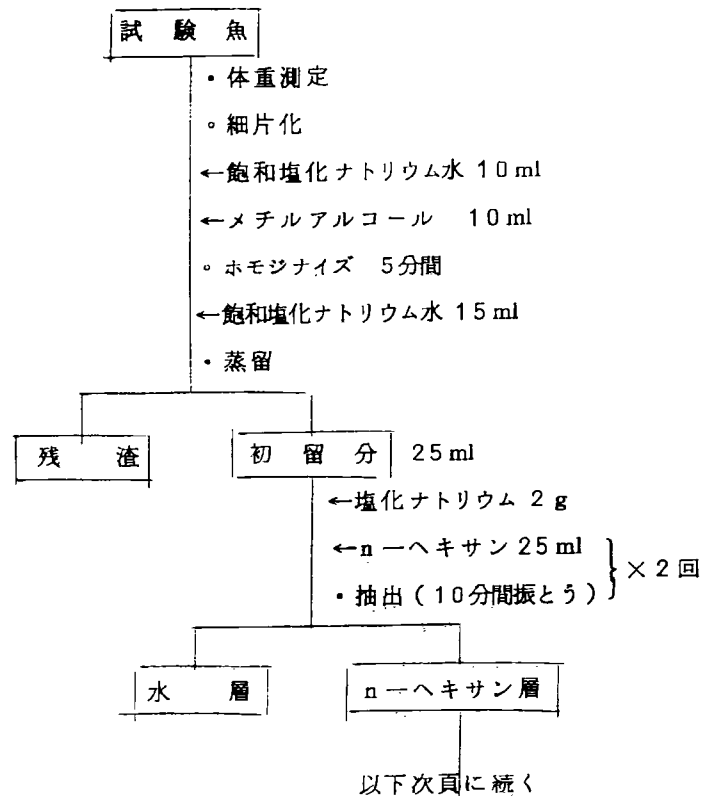 試験魚
・体重測定
。細片化
←飽和塩化ナトリウム水 10ml
←メチルアルコール 10ml
。ホモジナイズ 5分間
←飽和塩化ナトリウム水 15ml
・蒸留
残渣 初留分 25ml
←塩化ナトリウム 2g
←n－ヘキサン 25ml
・抽出(10分間振とう) ×2回
水層 n－ヘキサン層
以下次頁に続く